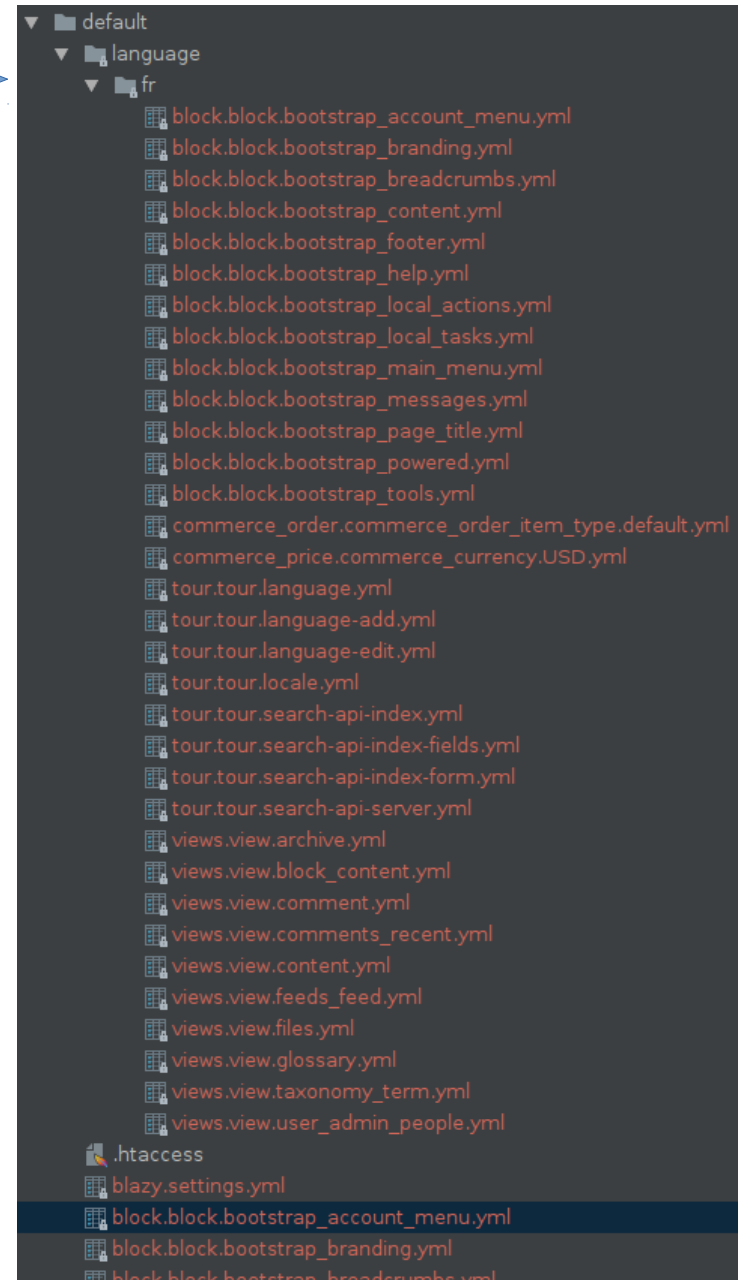 default
language
fr
block.block.bootstrap_account_menu.yml
block.block.bootstrap_branding.yml
block.block.bootstrap_breadcrumbs.yml
block.block.bootstrap_content.yml
block.block.bootstrap_footer.yml
block.block.bootstrap_help.yml
block.block.bootstrap_local_actions.yml
block.block.bootstrap_local_tasks.yml
block.block.bootstrap_main_menu.yml
block.block.bootstrap_messages.yml
block.block.bootstrap_page_title.yml
block.block.bootstrap_powered.yml
block.block.bootstrap_tools.yml
commerce_order.commerce_order_item_type.default.yml
commerce_price.commerce_currency.USD.yml
tour.tour.language.yml
tour.tour.language-add.yml
tour.tour.language-edit.yml
tour.tour.locale.yml
tour.tour.search-api-index.yml
tour.tour.search-api-index-fields.yml
tour.tour.search-api-index-form.yml
tour.tour.search-api-server.yml
views.view.archive.yml
views.view.block_content.yml
views.view.comment.yml
views.view.comments_recent.yml
views.view.content.yml
views.view.feeds_feed.yml
views.view.files.yml
views.view.glossary.yml
views.view.taxonomy_term.yml
views.view.user_admin_people.yml
.htaccess
blazy.settings.yml
block.block.bootstrap_account_menu.yml
block.block.bootstrap_branding.yml
block.block.bootstrap_breadcrumbs.yml